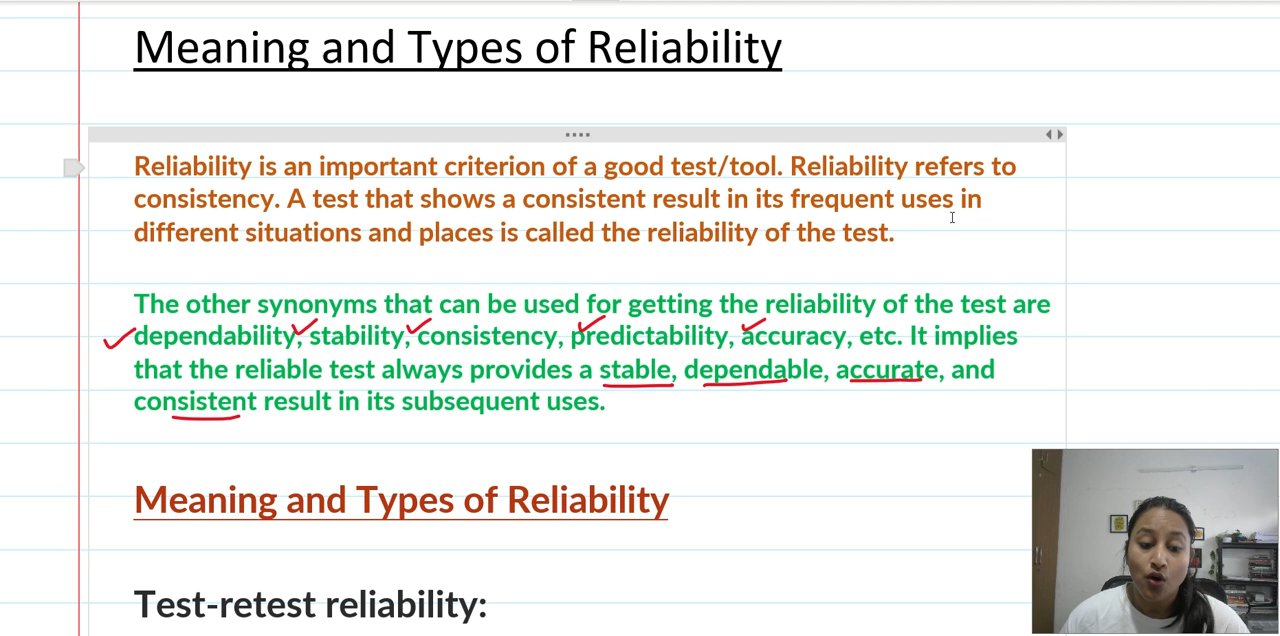 Meaning and Types of Reliability
Reliability is an important criterion of a good test/tool. Reliability refers to
consistency. A test that shows a consistent result in its frequent uses in
different situations and places is called the reliability of the test.
The other synonyms that can be used for getting the reliability of the test are
dependability, stability, consistency, predictability, accuracy, etc. It implies
that the reliable test always provides a stable, dependable, accurate, and
consistent result in its subsequent uses.
Meaning and Types of Reliability
Test-retest reliability: